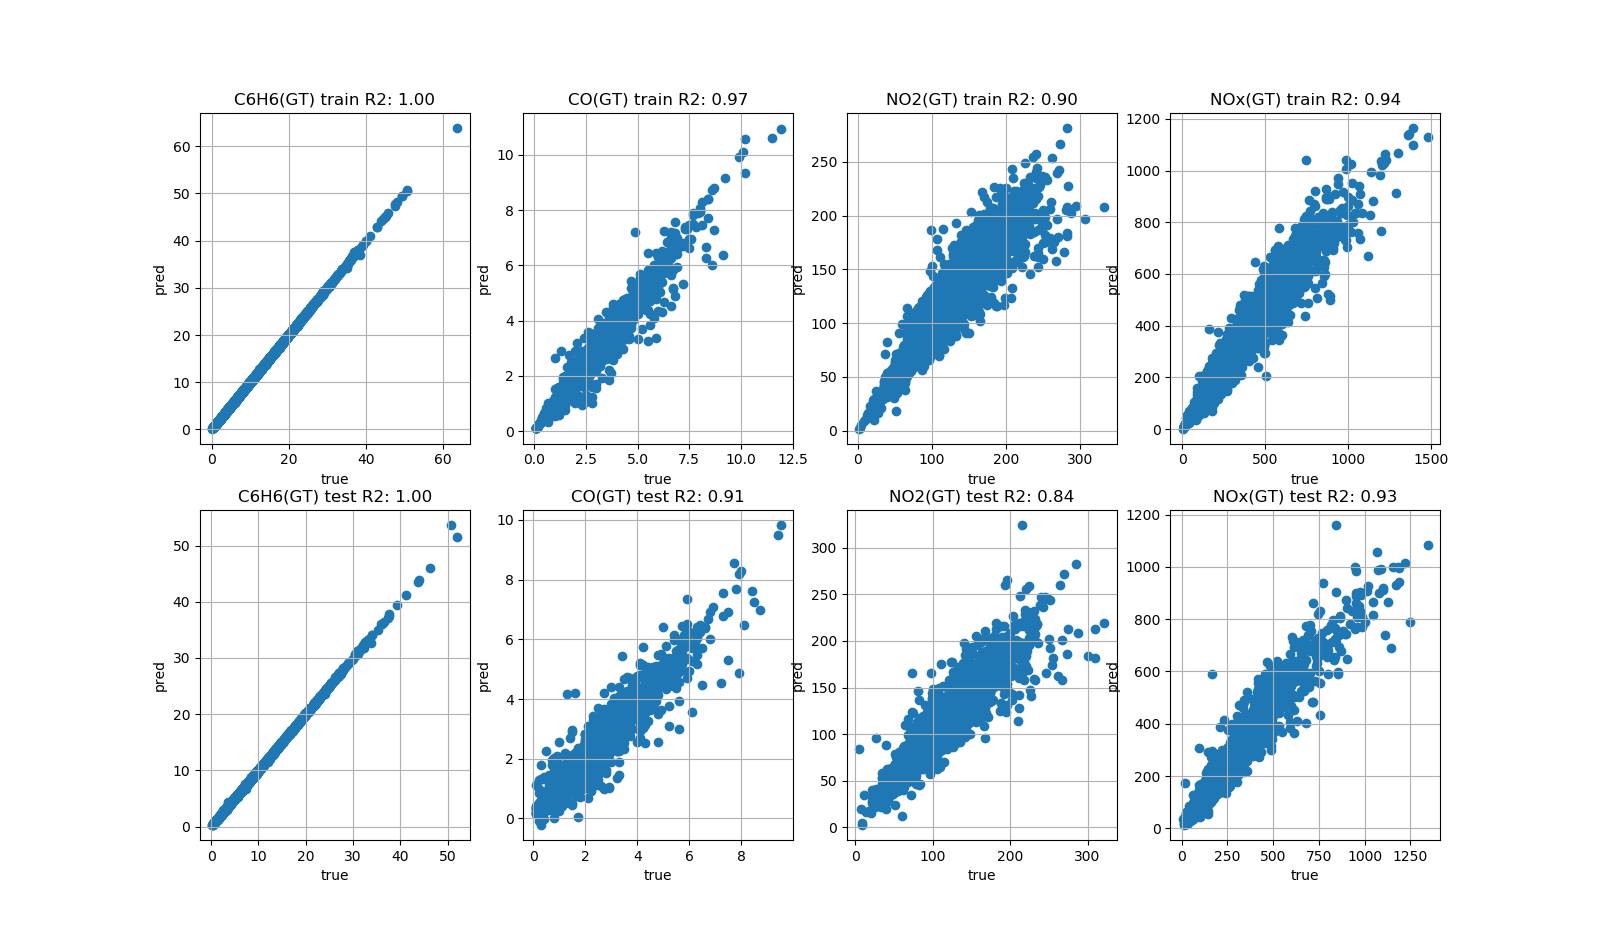 C6H6(GT) train R2: 1.00
60
50
40
30
20
10
0
pred
0 20 40 60
true
CO(GT) train R2: 0.97
10
8
6
4
2
0
pred
0.0 2.5 5.0 7.5 10.0 12.5
true
NO2(GT) train R2: 0.90
250
200
150
100
50
0
pred
0 100 200 300
true
NOx(GT) train R2: 0.94
1200
1000
800
600
400
200
0
pred
0 500 1000 1500
true
C6H6(GT) test R2: 1.00
50
40
30
20
10
0
pred
0 10 20 30 40 50
true
CO(GT) test R2: 0.91
10
8
6
4
2
0
pred
0 2 4 6 8
true
NO2(GT) test R2: 0.84
300
250
200
150
100
50
0
pred
0 100 200 300
true
NOx(GT) test R2: 0.93
1200
1000
800
600
400
200
0
pred
0 250 500 750 1000 1250
true